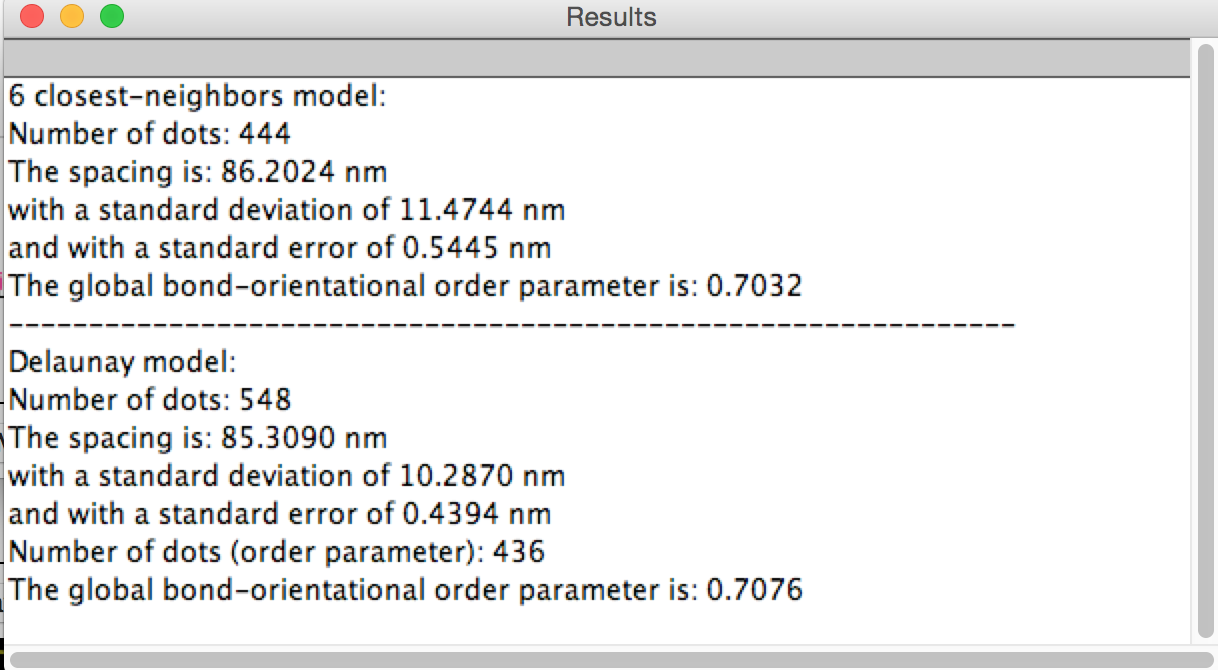 Results
6 closest-neighbors model:
Number of dots: 444
The spacing is: 86.2024 nm
with a standard deviation of 11.4744 nm
and with a standard error of 0.5445 nm
The global bond-orientational order parameter is: 0.7032
---------------------------------------------------------------
Delaunay model:
Number of dots: 548
The spacing is: 85.3090 nm
with a standard deviation of 10.2870 nm
and with a standard error of 0.4394 nm
Number of dots (order parameter): 436
The global bond-orientational order parameter is: 0.7076